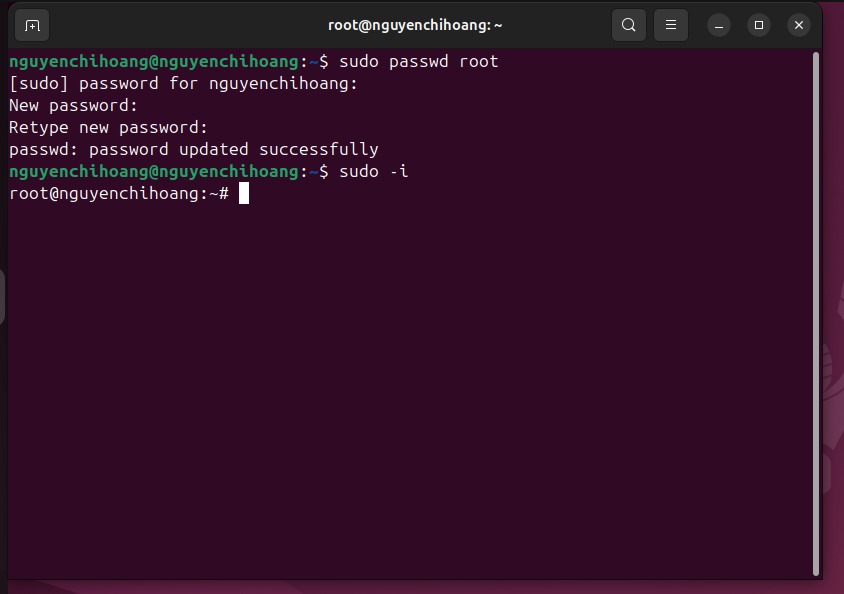 root@nguyenchihoang: ~
nguyenchihoang@nguyenchihoang:~$ sudo passwd root
[sudo] password for nguyenchihoang:
New password:
Retype new password:
passwd: password updated successfully
nguyenchihoang@nguyenchihoang:~$ sudo -i
root@nguyenchihoang:~#